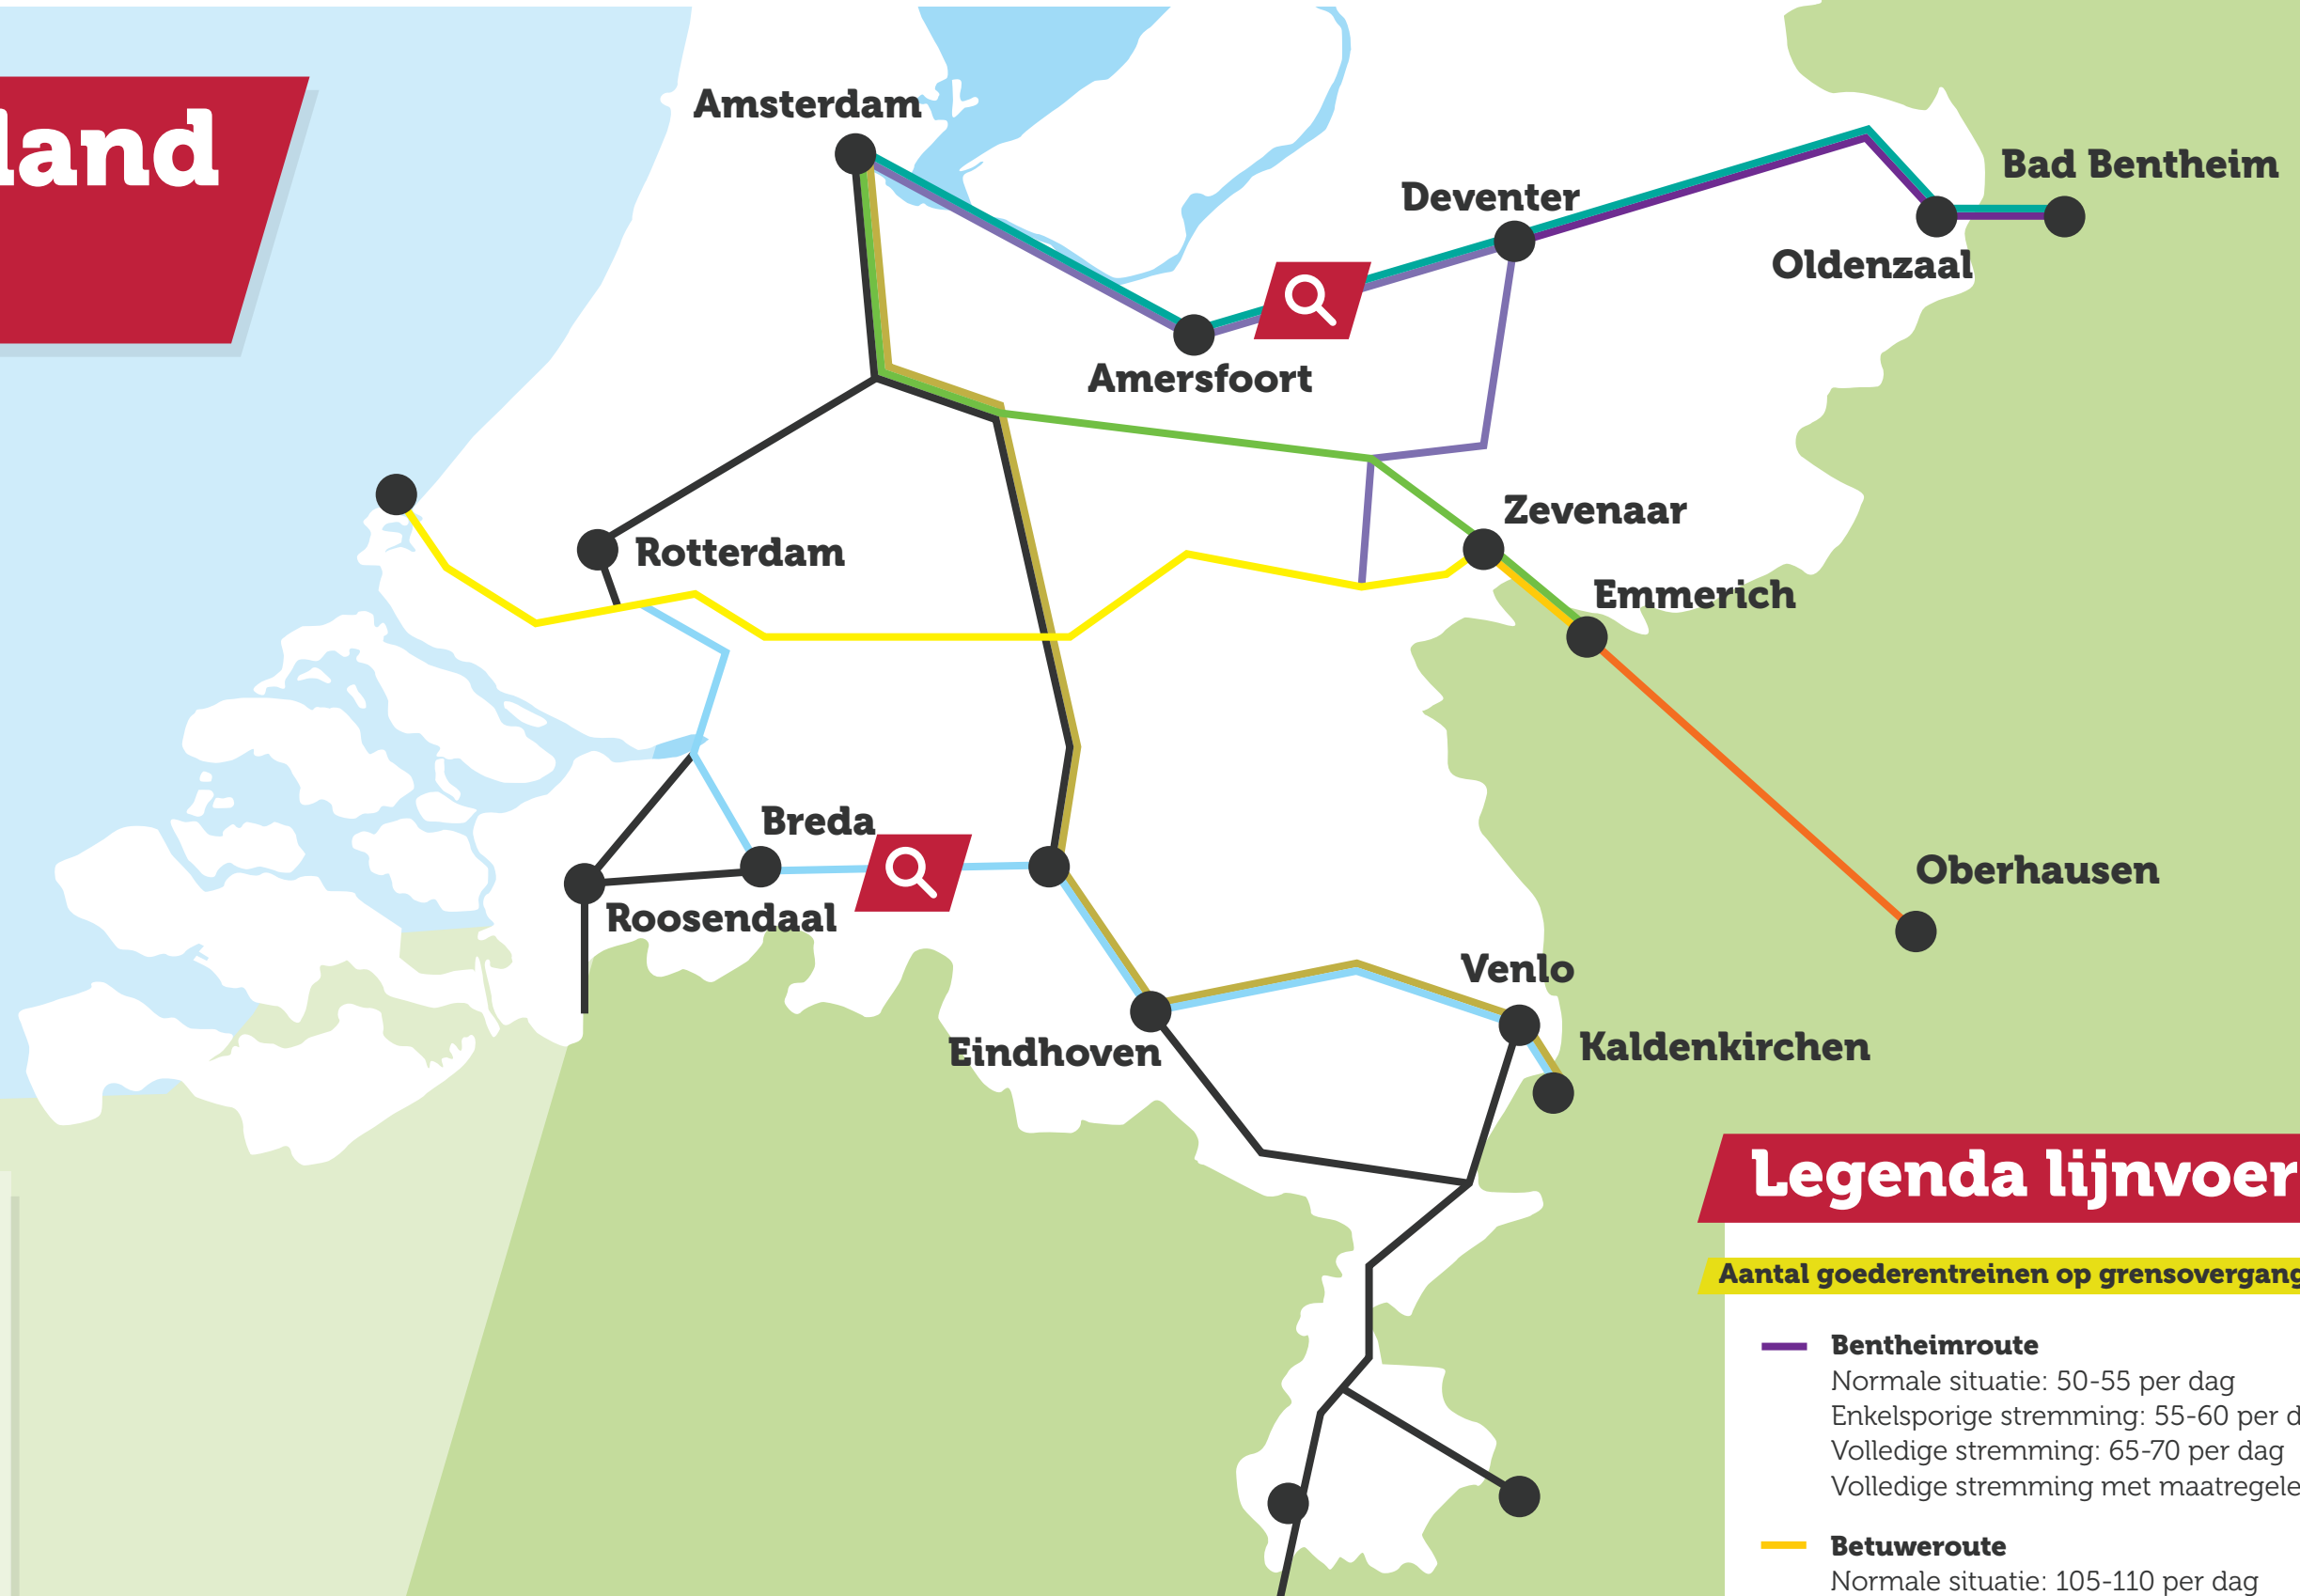 land
Amsterdam
Bad Bentheim
Deventer
Oldenzaal
Amersfoort
Zevenaar
Rotterdam
Emmerich
Breda
Oberhausen
Roosendaal
Venlo
Eindhoven
Kaldenkirchen
Legenda lijnvoer
Aantal goederentreinen op grensovergang
Bentheimroute
Normale situatie: 50-55 per dag
Enkelsporige stremming: 55-60 per d
Volledige stremming: 65-70 per dag
Volledige stremming met maatregele
Betuweroute
Normale situatie: 105-110 per dag